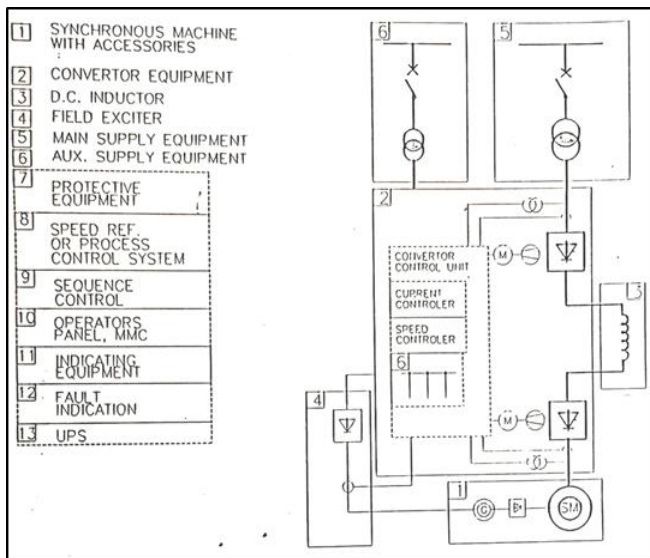 1 SYNCHRONOUS MACHINE
WITH ACCESSORIES
2 CONVERTOR EQUIPMENT
3 D.C. INDUCTOR
4 FIELD EXCITER
5 MAIN SUPPLY EQUIPMENT
6 AUX. SUPPLY EQUIPMENT
7 PROTECTIVE
EQUIPMENT
8 SPEED REF.
OR PROCESS
CONTROL SYSTEM
9 SEQUENCE
CONTROL
10 OPERATORS
PANEL, MMC
11 INDICATING
EQUIPMENT
12 FAULT
INDICATION
13 UPS
6
5
2
CONVERTOR
CONTROL UNIT
M
CURRENT
CONTROLER
SPEED
CONTROLER
6
3
4
M
1
G
SM